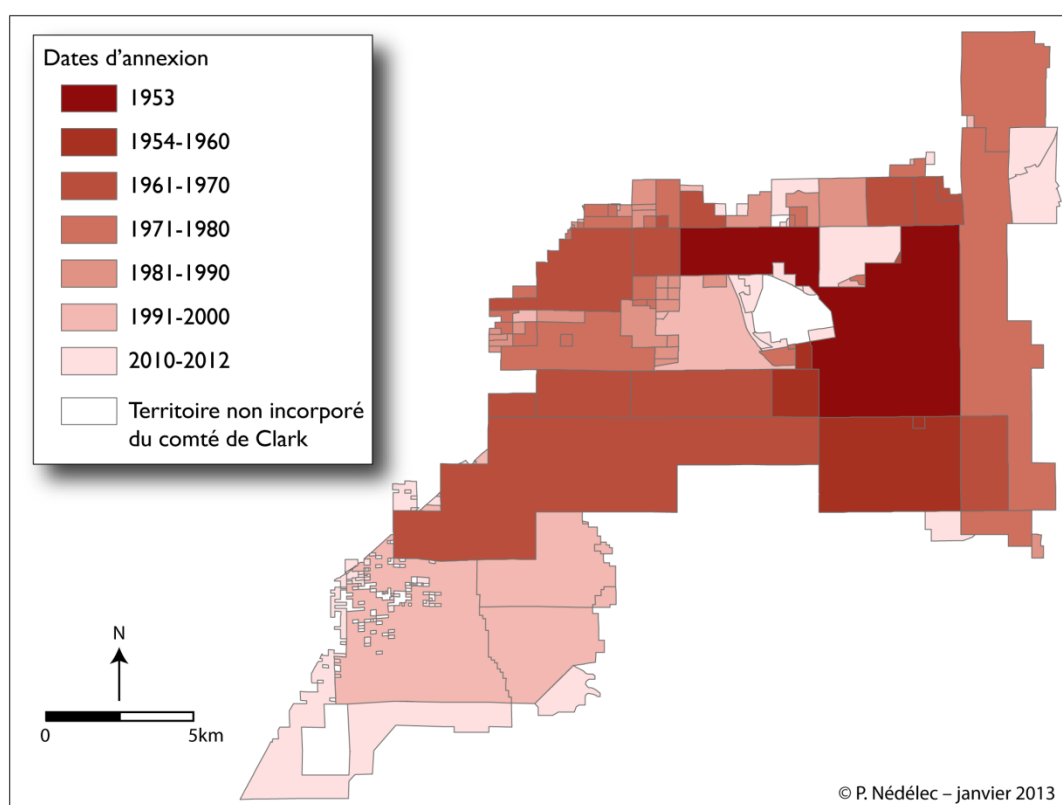 Dates d'annexion
1953
1954-1960
1961-1970
1971-1980
1981-1990
1991-2000
2010-2012
Territoire non incorporé
du comté de Clark
N
0 5km
© P. Nédélec – janvier 2013